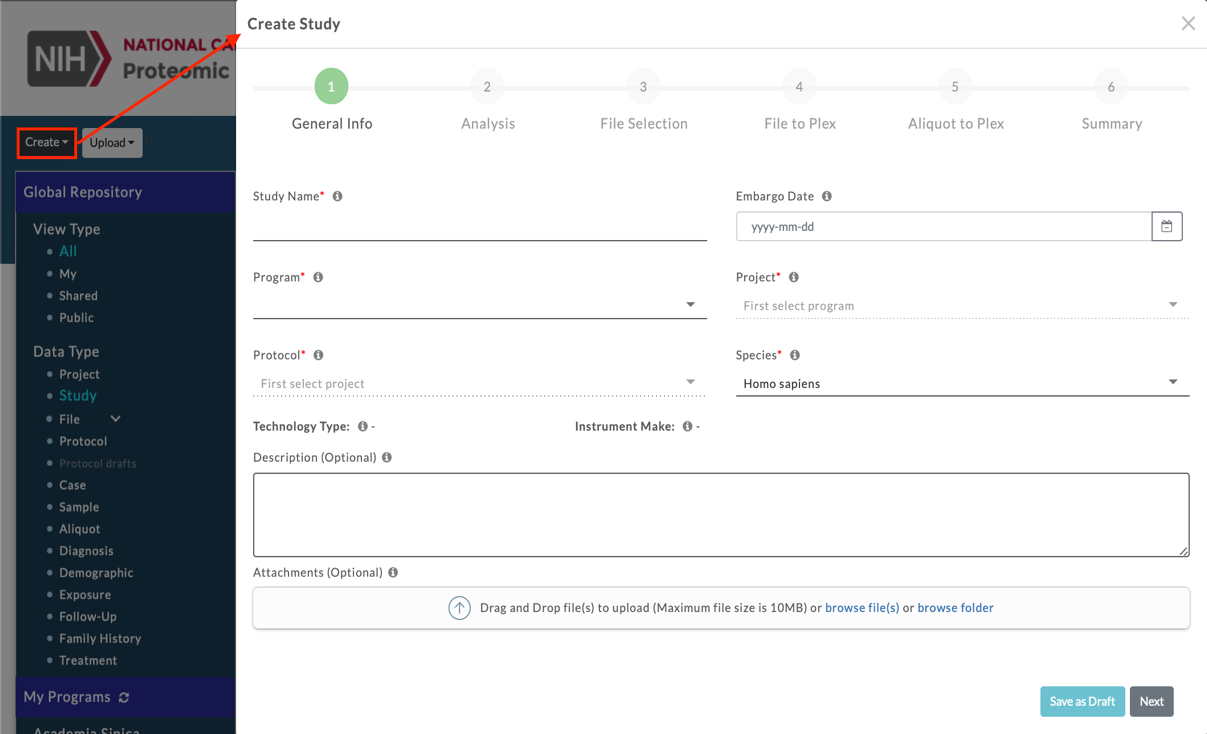 NIH
NATIONAL CA
Proteomic
Create
Upload
Global Repository
View Type
All
My
Shared
Public
Data Type
Project
Study
File
Protocol
Protocol drafts
Case
Sample
Aliquot
Diagnosis
Demographic
Exposure
Follow-Up
Family History
Treatment
My Programs
Academia Sinica
Create Study
1 2 3 4 5 6
General Info Analysis File Selection File to Plex Aliquot to Plex Summary
Study Name* Embargo Date
yyyy-mm-dd
Program* Project*
First select program
Protocol* Species*
First select project Homo sapiens
Technology Type: - Instrument Make: -
Description (Optional)
Attachments (Optional)
Drag and Drop file(s) to upload (Maximum file size is 10MB) or browse file(s) or browse folder
Save as Draft Next